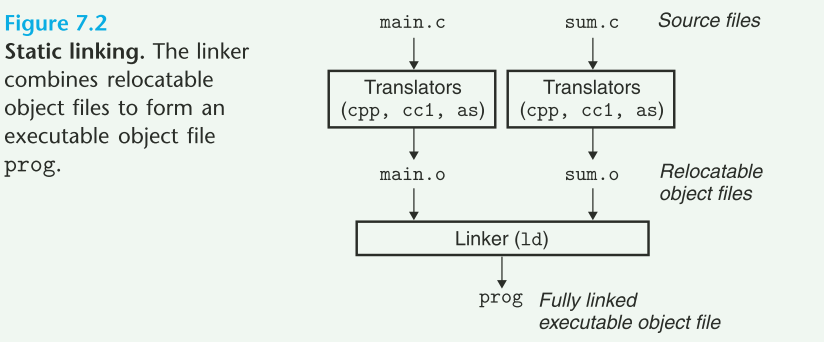 Figure 7.2
Static linking. The linker
combines relocatable
object files to form an
executable object file
prog.
main.c
sum.c
Source files
Translators
(cpp, cc1, as)
Translators
(cpp, cc1, as)
main.o
sum.o
Relocatable
object files
Linker (ld)
prog
Fully linked
executable object file